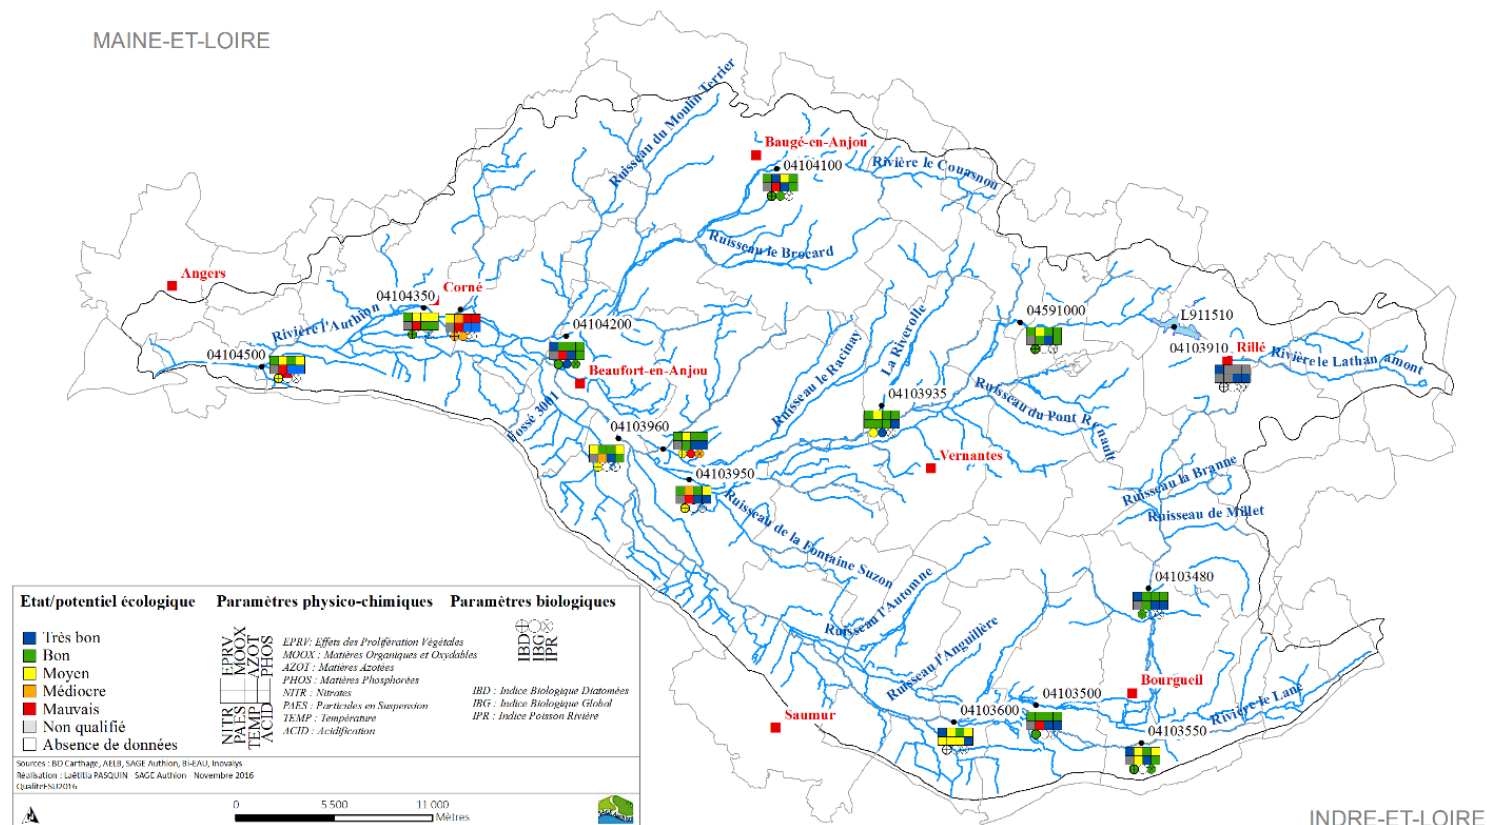 MAINE-ET-LOIRE
Ruisseau du Moulin Terrier
Baugé-en-Anjou
04104100
Rivière le Couasnon
Ruisseau le Brocard
Angers
Corné
04104350
Rivière l'Authion
04104200
04104500
Beaufort-en-Anjou
Fossé 3001
04103960
04103950
Ruisseau le Racinay
La Riverolle
04103935
04591000
L911510
04103910
Rillé
Rivière le Lathan amont
Ruisseau du Pont Renault
Vernantes
Ruisseau la Branne
Ruisseau de Millet
Ruisseau de la Fontaine Suzon
Ruisseau l'Automne
Ruisseau l'Anguillère
04103480
Bourgueil
04103500
04103600
Rivière le Lane
04103550
Saumur
INDRE-ET-LOIRE
Etat/potentiel écologique
Très bon
Bon
Moyen
Médiocre
Mauvais
Non qualifié
Absence de données
Paramètres physico-chimiques
EPRV
MOOX
AZOT
PHOS
NITR
PAES
TEMP
ACID
EPRV: Effets des Prolifération Végétales
MOOX : Matières Organiques et Oxydables
AZOT : Matières Azotées
PHOS : Matières Phosphorées
NITR : Nitrates
PAES : Particules en Suspension
TEMP : Température
ACID : Acidification
Paramètres biologiques
IBD
IBG
IPR
IBD : Indice Biologique Diatomées
IBG : Indice Biologique Global
IPR : Indice Poisson Rivière
Sources : BD Carthage, AELB, SAGE Authion, BI-EAU, Inovalys
Réalisation : Laëtitia PASQUIN SAGE Authion Novembre 2016
QualiteESU2016
0 5 500 11 000
Mètres